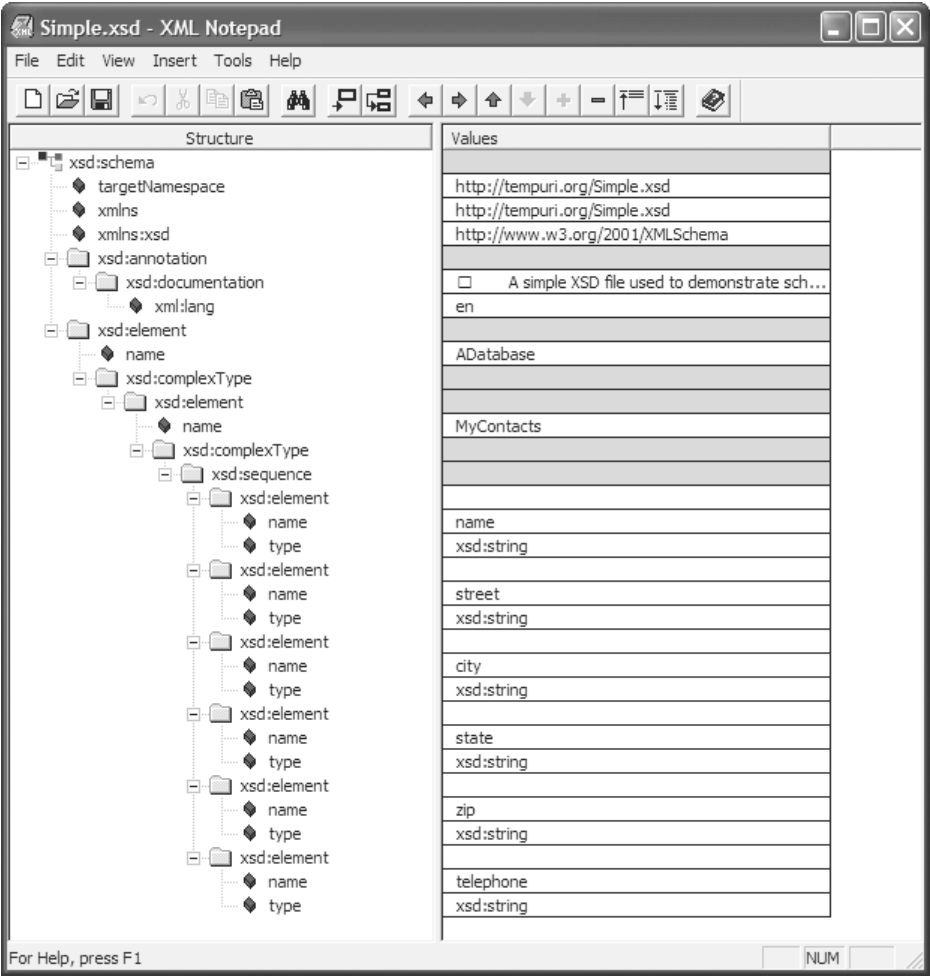 Simple.xsd - XML Notepad
File Edit View Insert Tools Help
Structure Values
xsd:schema
targetNamespace http://tempuri.org/Simple.xsd
xmlns http://tempuri.org/Simple.xsd
xmlns:xsd http://www.w3.org/2001/XMLSchema
xsd:annotation
xsd:documentation A simple XSD file used to demonstrate sch...
xml:lang en
xsd:element
name ADatabase
xsd:complexType
xsd:element
name MyContacts
xsd:complexType
xsd:sequence
xsd:element
name name
type xsd:string
xsd:element
name street
type xsd:string
xsd:element
name city
type xsd:string
xsd:element
name state
type xsd:string
xsd:element
name zip
type xsd:string
xsd:element
name telephone
type xsd:string
For Help, press F1 NUM